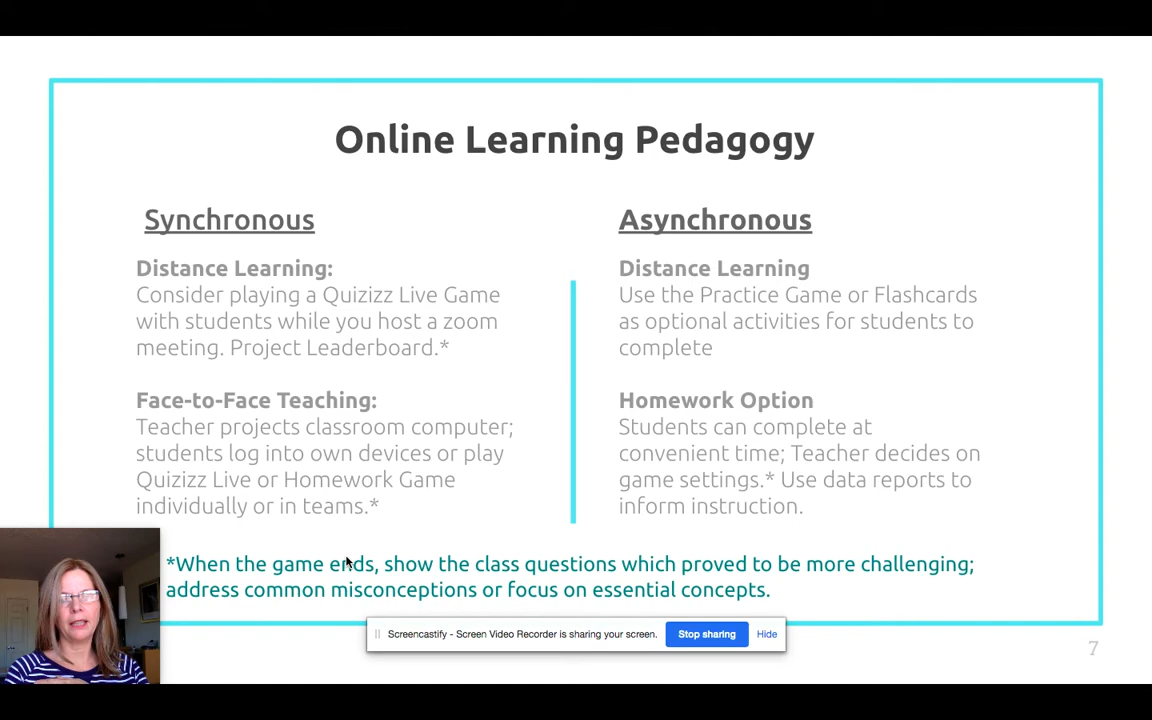 Online Learning Pedagogy
Synchronous
Distance Learning:
Consider playing a Quizizz Live Game
with students while you host a zoom
meeting. Project Leaderboard.*
Face-to-Face Teaching:
Teacher projects classroom computer;
students log into own devices or play
Quizizz Live or Homework Game
individually or in teams.*
Asynchronous
Distance Learning
Use the Practice Game or Flashcards
as optional activities for students to
complete
Homework Option
Students can complete at
convenient time; Teacher decides on
game settings.* Use data reports to
inform instruction.
*When the game ends, show the class questions which proved to be more challenging;
address common misconceptions or focus on essential concepts.
Screencastify - Screen Video Recorder is sharing your screen.
Stop sharing
Hide
7